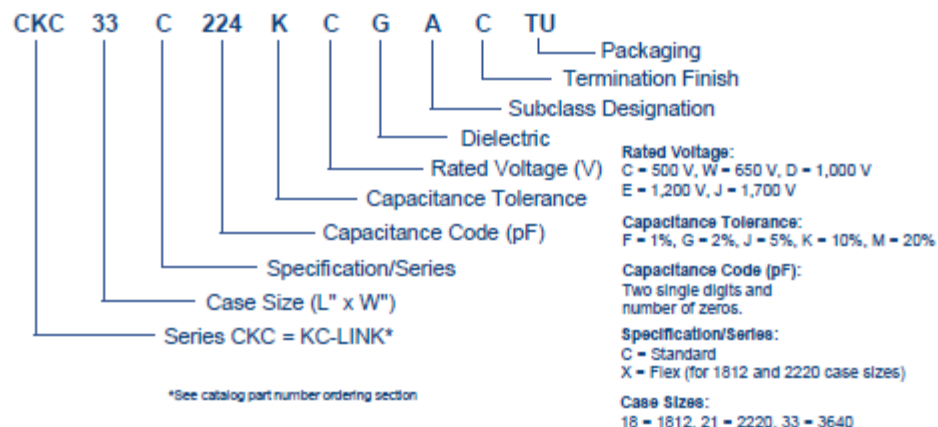 CKC 33 C 224 K C G A C TU
Packaging
Termination Finish
Subclass Designation
Dielectric
Rated Voltage (V)
Capacitance Tolerance
Capacitance Code (pF)
Specification/Series
Case Size (L" x W")
Series CKC = KC-LINK*
*See catalog part number ordering section
Rated Voltage:
C = 500 V, W = 650 V, D = 1,000 V
E = 1,200 V, J = 1,700 V
Capacitance Tolerance:
F = 1%, G = 2%, J = 5%, K = 10%, M = 20%
Capacitance Code (pF):
Two single digits and
number of zeros.
Specification/Series:
C = Standard
X = Flex (for 1812 and 2220 case sizes)
Case Sizes:
18 = 1812, 21 = 2220, 33 = 3640